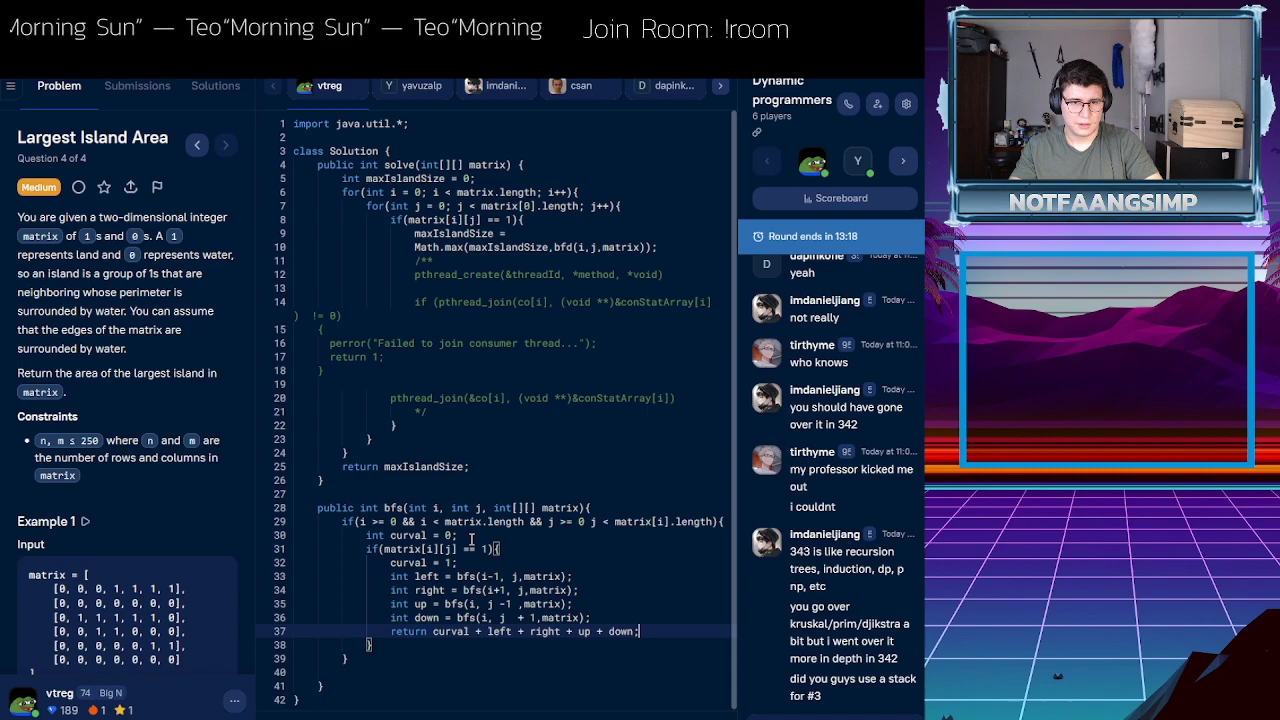 Morning Sun” — Teo“Morning Sun” — Teo“Morning
Join Room: !room
Problem
Submissions
Solutions
Largest Island Area
Question 4 of 4
Medium
You are given a two-dimensional integer
matrix of 1s and 0s. A 1
represents land and 0 represents water,
so an island is a group of 1s that are
neighboring whose perimeter is
surrounded by water. You can assume
that the edges of the matrix are
surrounded by water.
Return the area of the largest island in
matrix.
Constraints
n, m ≤ 250 where n and m are
the number of rows and columns in
matrix
Example 1
Input
matrix = [
[0, 0, 0, 1, 1, 1, 1],
[0, 0, 0, 0, 0, 0, 0],
[0, 1, 1, 1, 1, 1, 0],
[0, 0, 1, 1, 0, 0, 0],
[0, 0, 0, 0, 0, 1, 1],
[0, 0, 0, 0, 0, 0, 0]
]
vtreg 74 Big N
189 1 1
vtreg
Y yavuzalp
imdani...
csan
D dapink...
1 import java.util.*;
2
3 class Solution {
4 public int solve(int[][] matrix) {
5 int maxIslandSize = 0;
6 for(int i = 0; i < matrix.length; i++){
7 for(int j = 0; j < matrix[0].length; j++){
8 if(matrix[i][j] == 1){
9 maxIslandSize =
10 Math.max(maxIslandSize,bfd(i,j,matrix));
11 /**
12 pthread_create(&threadId, *method, *void)
13
14 if (pthread_join(co[i], (void **)&conStatArray[i]
) != 0)
15 {
16 perror("Failed to join consumer thread...");
17 return 1;
18 }
19
20 pthread_join(&co[i], (void **)&conStatArray[i])
21 */
22 }
23 }
24 }
25 return maxIslandSize;
26 }
27
28 public int bfs(int i, int j, int[][] matrix){
29 if(i >= 0 && i < matrix.length && j >= 0 j < matrix[i].length){
30 int curval = 0;
31 if(matrix[i][j] == 1){
32 curval = 1;
33 int left = bfs(i-1, j,matrix);
34 int right = bfs(i+1, j,matrix);
35 int up = bfs(i, j -1 ,matrix);
36 int down = bfs(i, j + 1,matrix);
37 return curval + left + right + up + down;
38 }
39 }
40
41 }
42 }
Dynamic
programmers
6 players
Y
Scoreboard
Round ends in 13:18
D
yeah
imdanieljiang Today ...
not really
tirthyme Today at 11:0...
who knows
imdanieljiang Today ...
you should have gone
over it in 342
tirthyme Today at 11:0...
my professor kicked me
out
i couldnt
imdanieljiang Today ...
343 is like recursion
trees, induction, dp, p
np, etc
you go over
kruskal/prim/djikstra a
bit but i went over it
more in depth in 342
did you guys use a stack
for #3
NOTFAANGSIMP